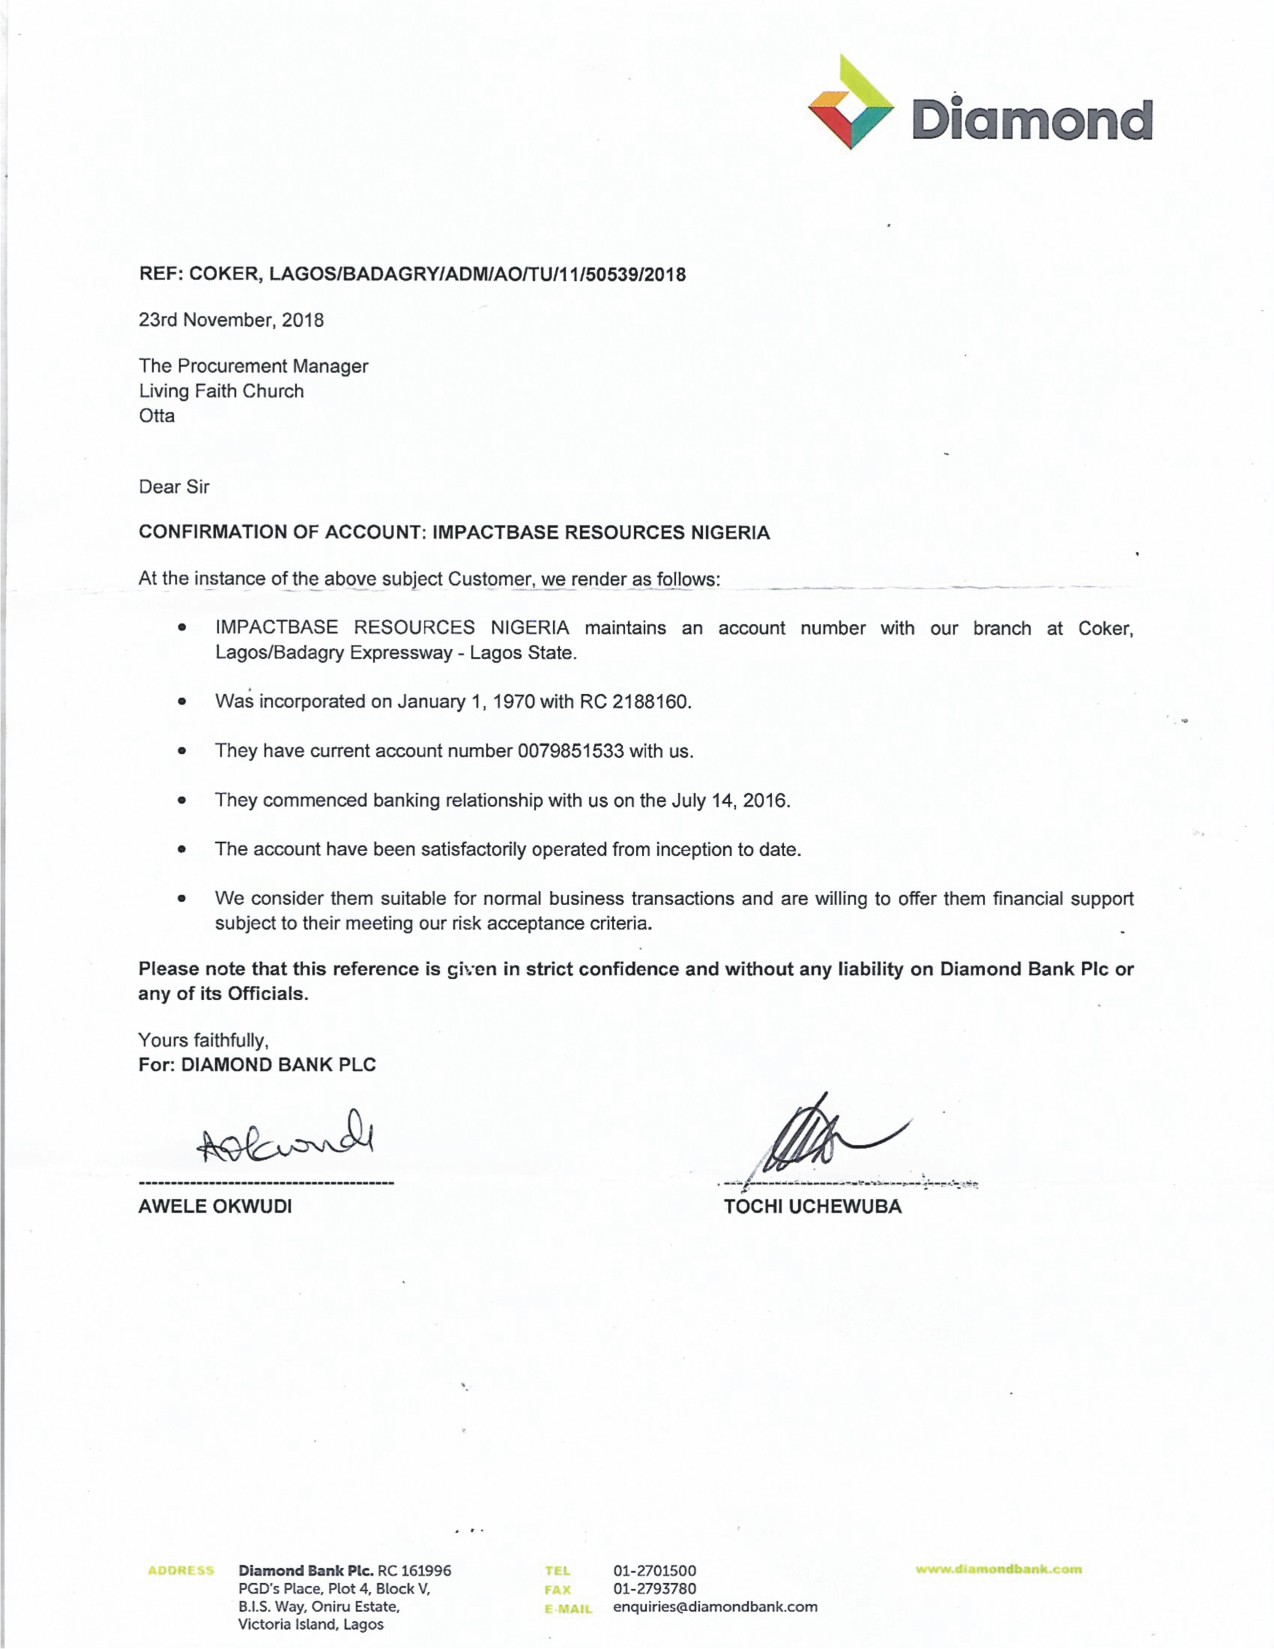 Diamond
REF: COKER, LAGOS/BADAGRY/ADM/AO/TU/11/50539/2018
23rd November, 2018
The Procurement Manager
Living Faith Church
Otta
Dear Sir
CONFIRMATION OF ACCOUNT: IMPACTBASE RESOURCES NIGERIA
At the instance of the above subject Customer, we render as follows:
• IMPACTBASE RESOURCES NIGERIA maintains an account number with our branch at Coker,
Lagos/Badagry Expressway - Lagos State.
• Was incorporated on January 1, 1970 with RC 2188160.
• They have current account number 0079851533 with us.
• They commenced banking relationship with us on the July 14, 2016.
• The account have been satisfactorily operated from inception to date.
• We consider them suitable for normal business transactions and are willing to offer them financial support
subject to their meeting our risk acceptance criteria.
Please note that this reference is given in strict confidence and without any liability on Diamond Bank Plc or
any of its Officials.
Yours faithfully,
For: DIAMOND BANK PLC
AOkwudi
AWELE OKWUDI
TOCHI UCHEWUBA
ADDRESS Diamond Bank Plc. RC 161996
PGD's Place, Plot 4, Block V,
B.I.S. Way, Oniru Estate,
Victoria Island, Lagos
TEL 01-2701500
FAX 01-2793780
E-MAIL enquiries@diamondbank.com
www.diamondbank.com